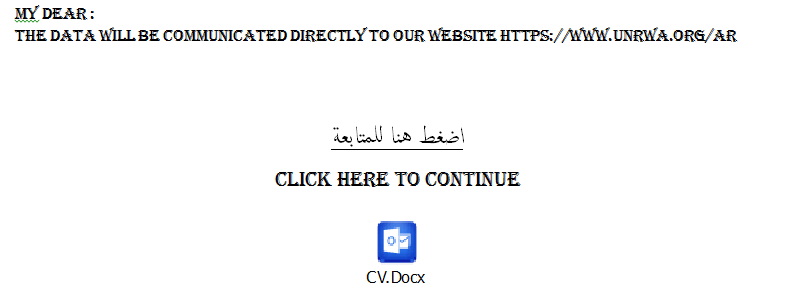 MY DEAR :
THE DATA WILL BE COMMUNICATED DIRECTLY TO OUR WEBSITE HTTPS://WWW.UNRWA.ORG/AR
اضغط هنا للمتابعة
CLICK HERE TO CONTINUE
CV.Docx